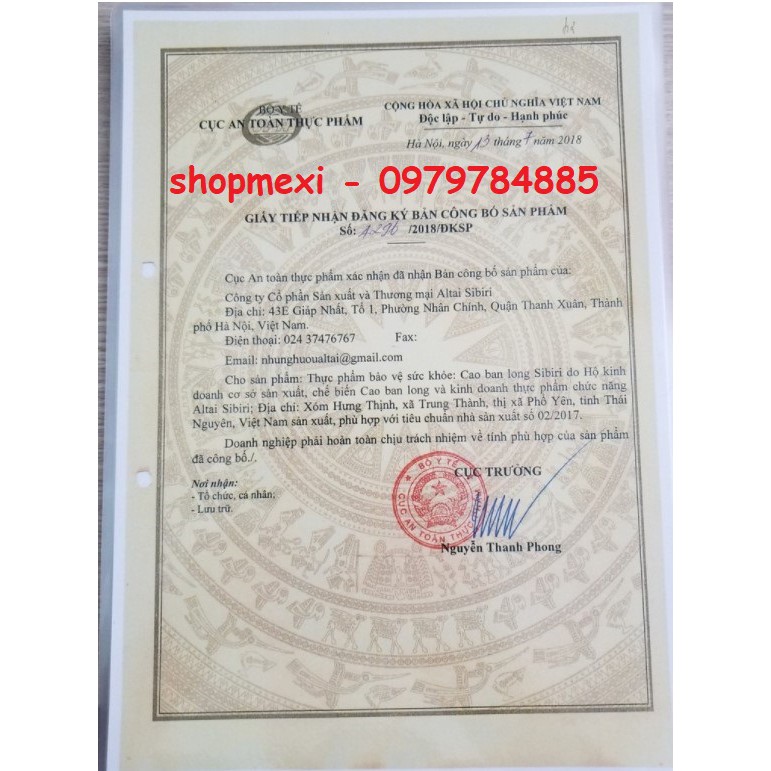 BỘ Y TẾ
CỤC AN TOÀN THỰC PHẨM
CỘNG HÒA XÃ HỘI CHỦ NGHĨA VIỆT NAM
Độc lập - Tự do - Hạnh phúc
Hà Nội, ngày 13 tháng 7 năm 2018
shopmexi - 0979784885
GIẤY TIẾP NHẬN ĐĂNG KÝ BẢN CÔNG BỐ SẢN PHẨM
Số: /2018/ĐKSP
Cục An toàn thực phẩm xác nhận đã nhận Bản công bố sản phẩm của:
Công ty Cổ phần Sản xuất và Thương mại Altai Sibiri
Địa chỉ: 43E Giáp Nhất, Tổ 1, Phường Nhân Chính, Quận Thanh Xuân, Thành
phố Hà Nội, Việt Nam.
Điện thoại: 024 37476767 Fax:
Email: nhunghuoualtai@gmail.com
Cho sản phẩm: Thực phẩm bảo vệ sức khỏe: Cao ban long Sibiri do Hộ kinh
doanh cơ sở sản xuất, chế biến Cao ban long và kinh doanh thực phẩm chức năng
Altai Sibiri; Địa chỉ: Xóm Hưng Thịnh, xã Trung Thành, thị xã Phổ Yên, tỉnh Thái
Nguyên, Việt Nam sản xuất, phù hợp với tiêu chuẩn nhà sản xuất số 02/2017.
Doanh nghiệp phải hoàn toàn chịu trách nhiệm về tính phù hợp của sản phẩm
đã công bố./.
Nơi nhận:
- Tổ chức, cá nhân;
- Lưu trữ.
CỤC TRƯỞNG
BỘ Y TẾ
CỤC AN TOÀN THỰC PHẨM
Nguyễn Thanh Phong